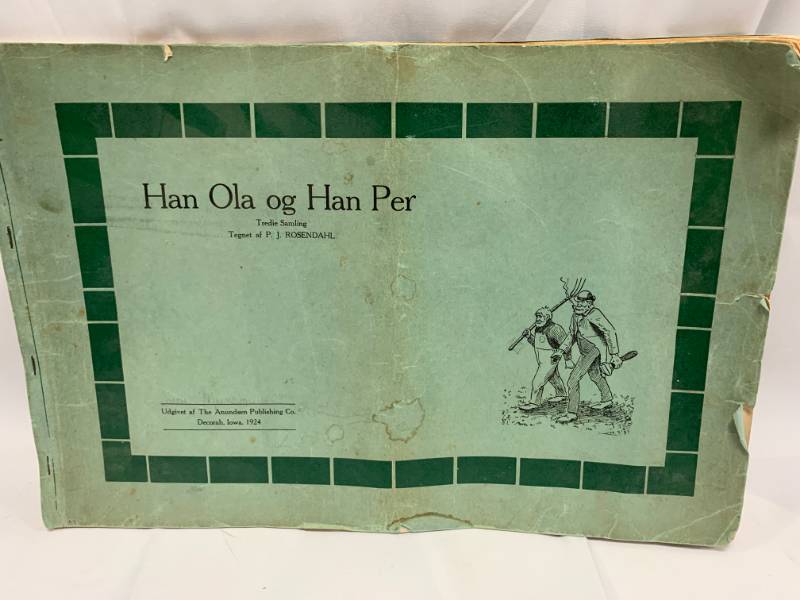 Han Ola og Han Per
Tredie Samling
Tegnet af P. J. ROSENDAHL
Udgivet af The Anundsen Publishing Co.
Decorah, Iowa, 1924